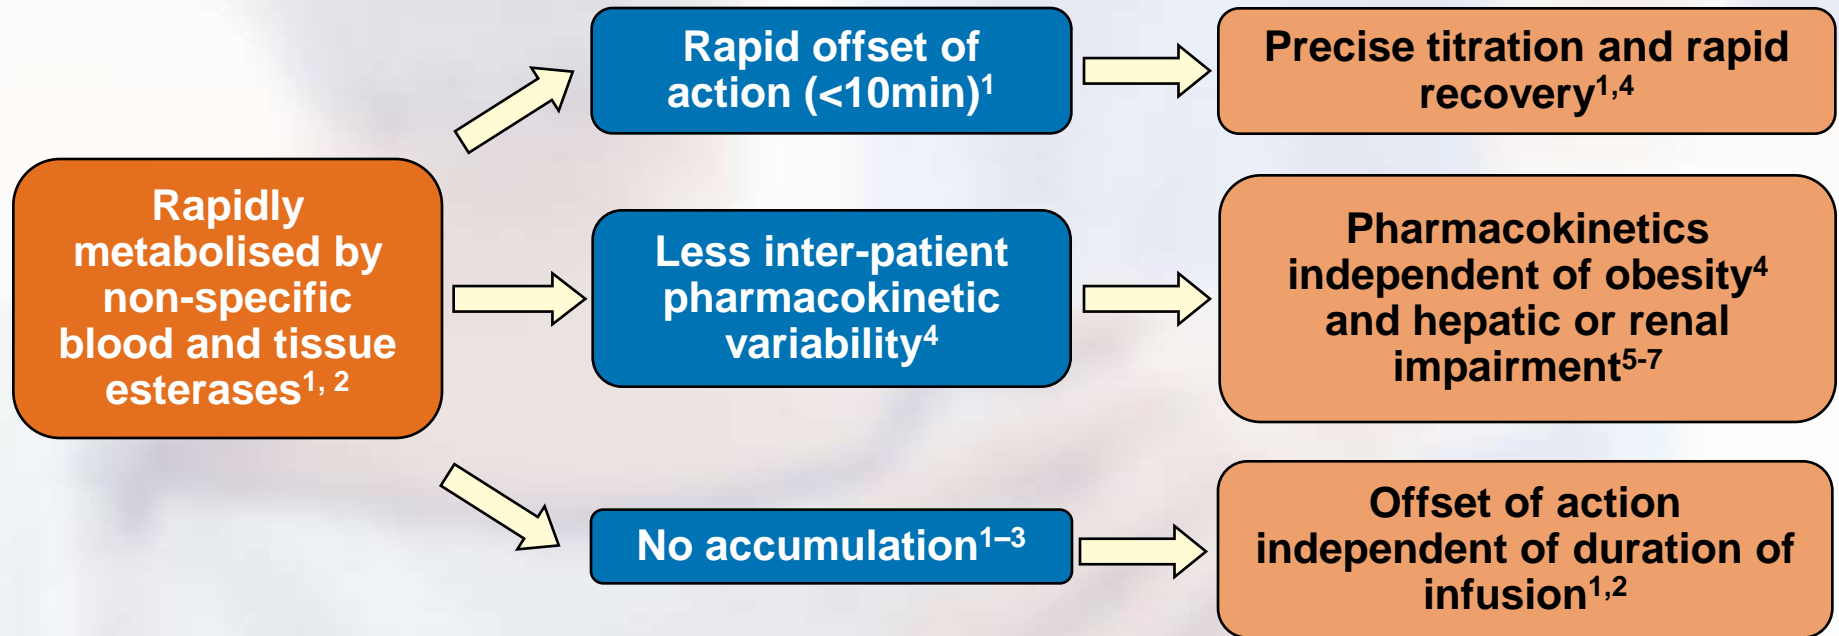 Rapidly
metabolised by
non-specific
blood and tissue
esterases1, 2
Rapid offset of
action (<10min)1
Precise titration and rapid
recovery1,4
Less inter-patient
pharmacokinetic
variability4
Pharmacokinetics
independent of obesity4
and hepatic or renal
impairment5-7
No accumulation1–3
Offset of action
independent of duration of
infusion1,2